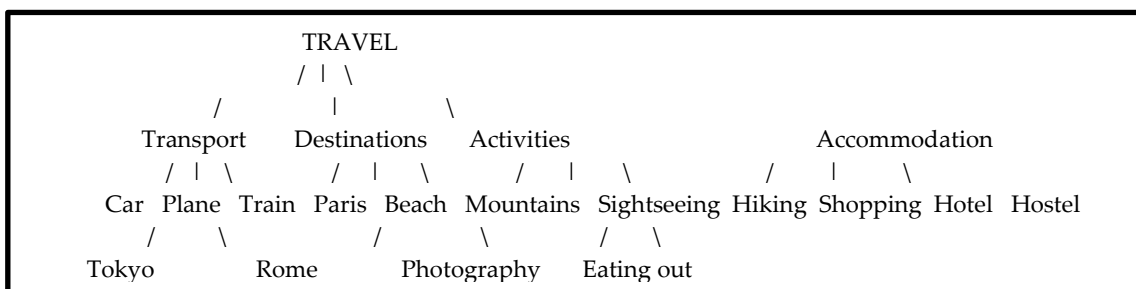 TRAVEL
/ | \
/ | \
Transport Destinations Activities Accommodation
/ | \ / | \ / | \ / | \
Car Plane Train Paris Beach Mountains Sightseeing Hiking Shopping Hotel Hostel
/ \ / \ / \
Tokyo Rome Photography Eating out